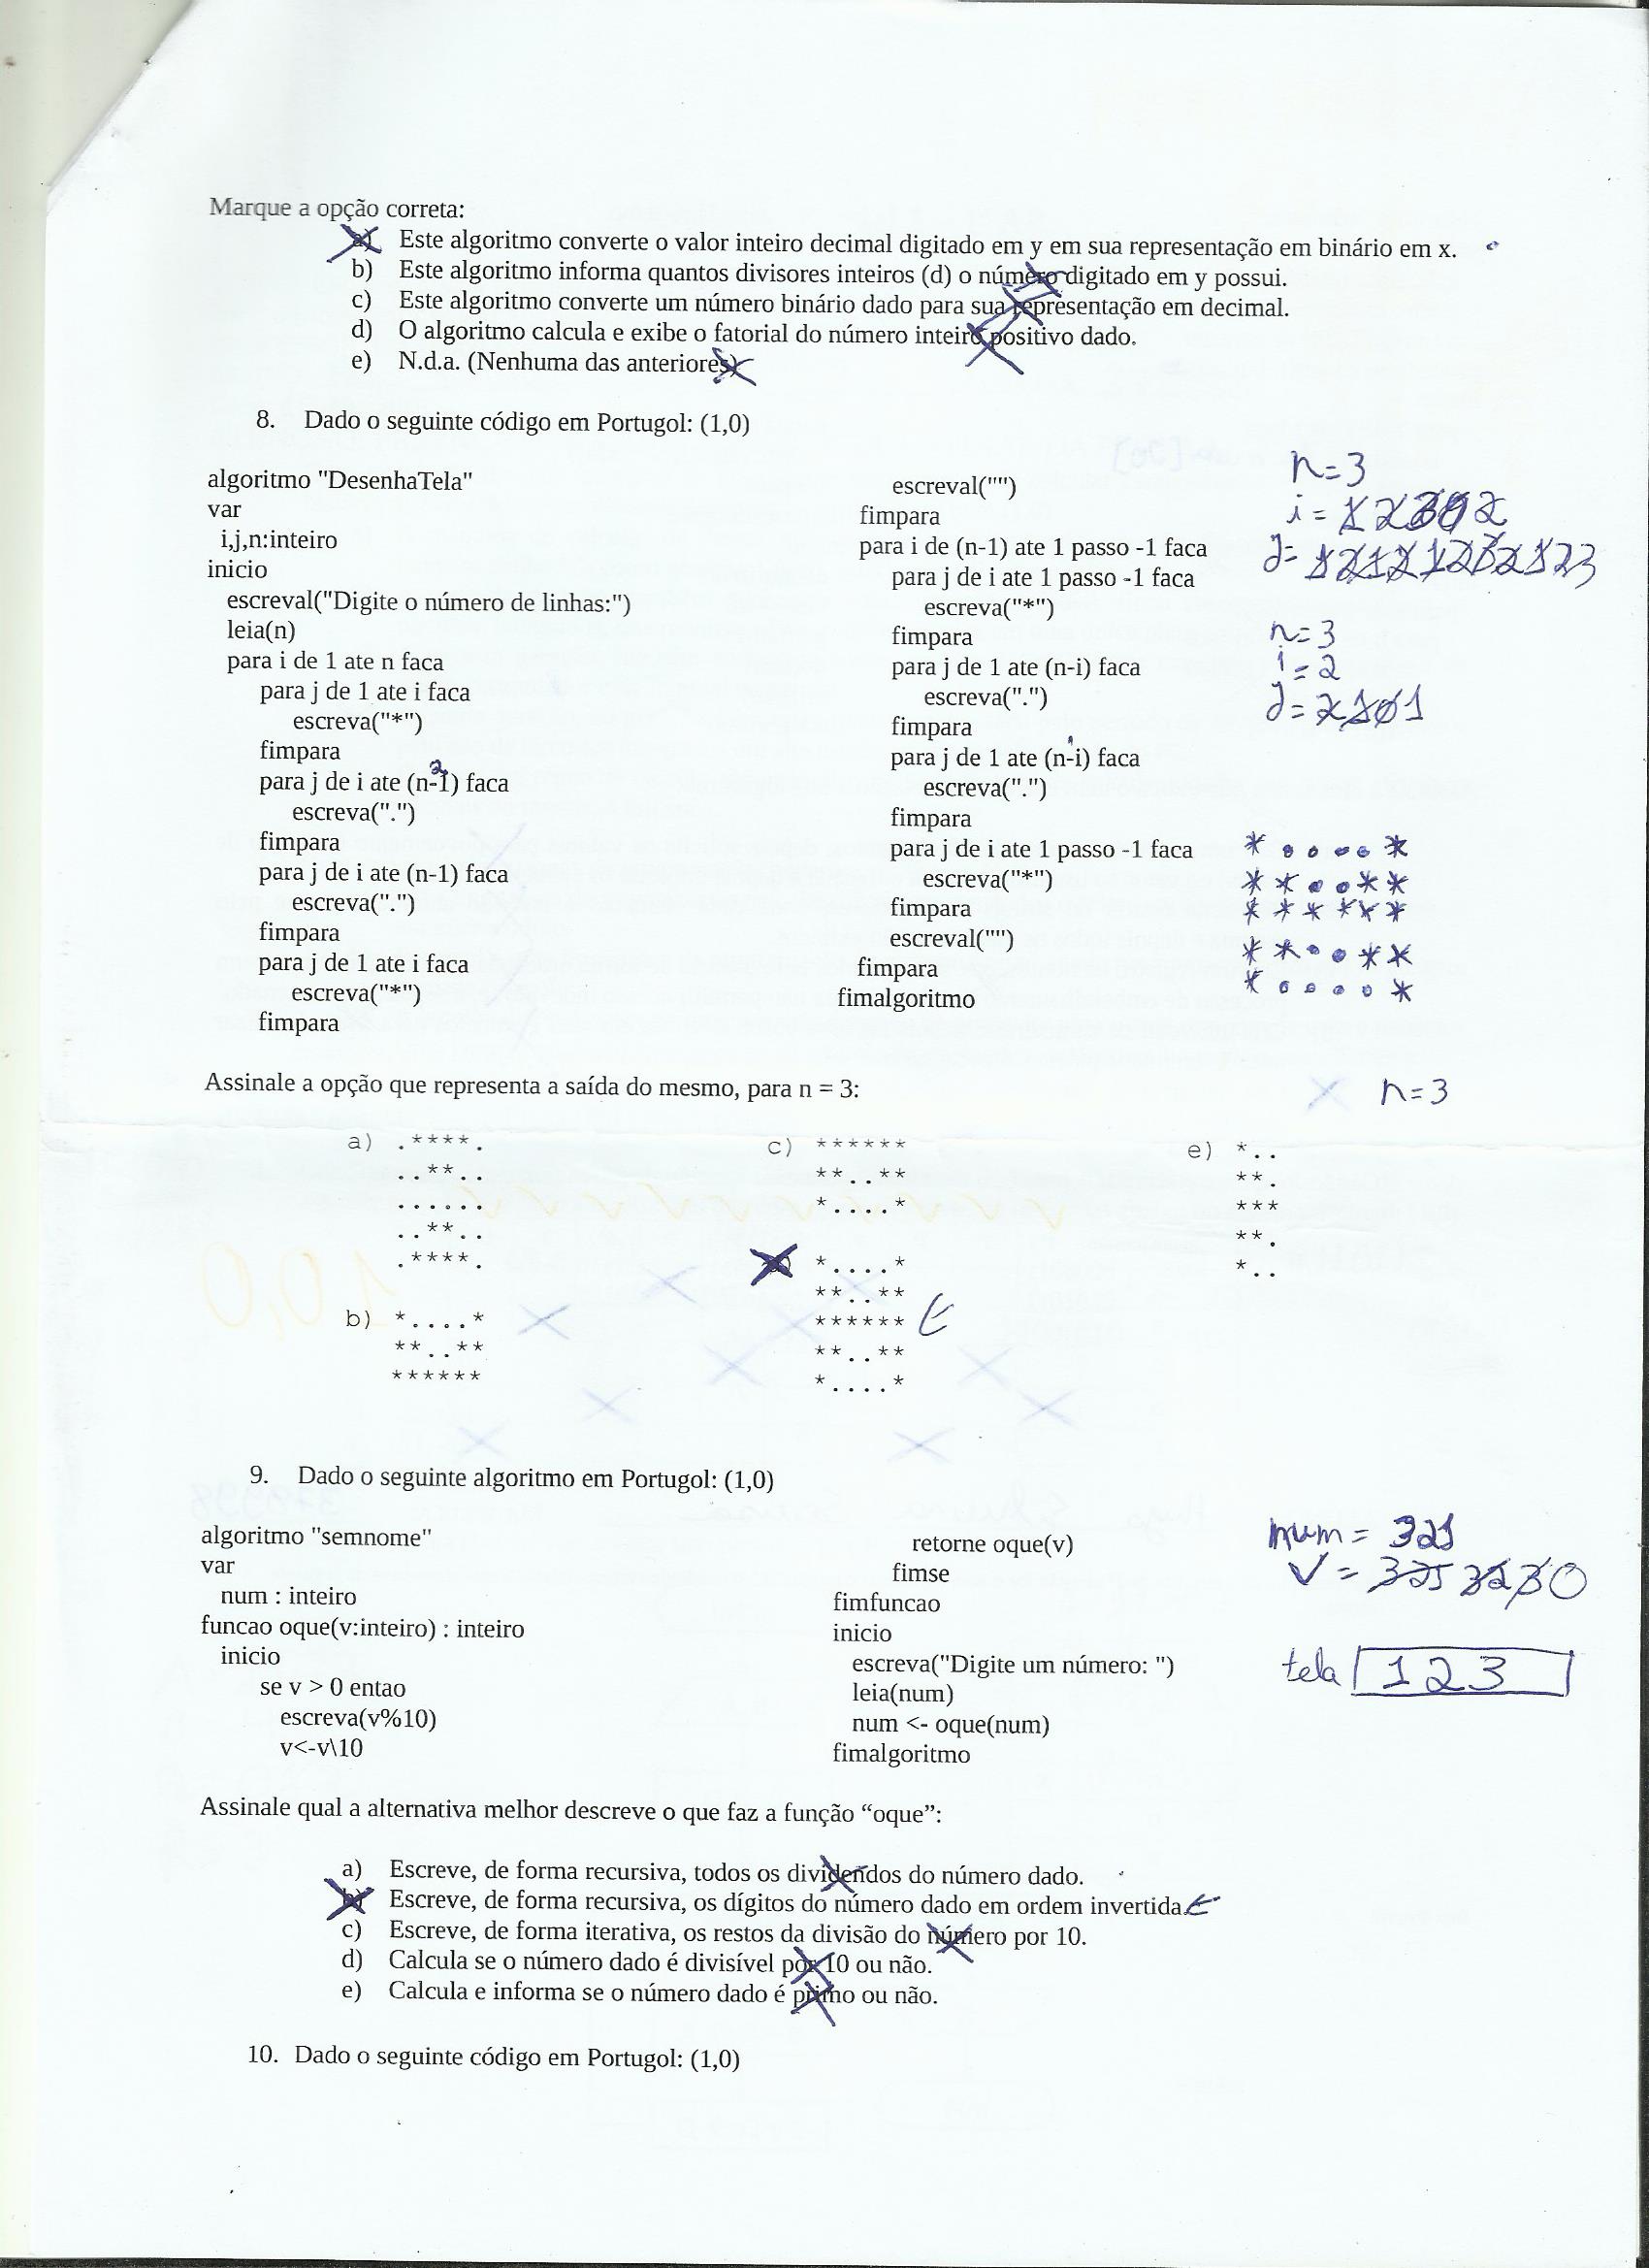 Marque a opção correta:
a) Este algoritmo converte o valor inteiro decimal digitado em y em sua representação em binário em x.
b) Este algoritmo informa quantos divisores inteiros (d) o número digitado em y possui.
c) Este algoritmo converte um número binário dado para sua representação em decimal.
d) O algoritmo calcula e exibe o fatorial do número inteiro positivo dado.
e) N.d.a. (Nenhuma das anteriores)
8. Dado o seguinte código em Portugol: (1,0)
algoritmo "DesenhaTela"
var
i,j,n:inteiro
inicio
escreval("Digite o número de linhas:")
leia(n)
para i de 1 ate n faca
para j de 1 ate i faca
escreva("*")
fimpara
2
para j de i ate (n-1) faca
escreva(".")
fimpara
para j de i ate (n-1) faca
escreva(".")
fimpara
para j de 1 ate i faca
escreva("*")
fimpara
escreval("")
fimpara
para i de (n-1) ate 1 passo -1 faca
para j de i ate 1 passo -1 faca
escreva("*")
fimpara
para j de 1 ate (n-i) faca
escreva(".")
fimpara
para j de 1 ate (n-i) faca
escreva(".")
fimpara
para j de i ate 1 passo -1 faca
escreva("*")
fimpara
escreval("")
fimpara
fimalgoritmo
n=3
i =
j=
n=3
i=2
j= 2101
*....*
**..**
******
**..**
*....*
Assinale a opção que representa a saída do mesmo, para n = 3:
n=3
a) .****.
..**..
......
..**..
.****.
b) *....*
**..**
******
c) ******
**..**
*....*
*....*
**..**
******
**..**
*....*
e) *..
**.
***
**.
*..
9. Dado o seguinte algoritmo em Portugol: (1,0)
algoritmo "semnome"
var
num : inteiro
funcao oque(v:inteiro) : inteiro
inicio
se v > 0 entao
escreva(v%10)
v<-v\10
retorne oque(v)
fimse
fimfuncao
inicio
escreva("Digite um número: ")
leia(num)
num <- oque(num)
fimalgoritmo
num = 321
V = 321 32 3 0
tela 123
Assinale qual a alternativa melhor descreve o que faz a função “oque”:
a) Escreve, de forma recursiva, todos os dividendos do número dado.
b) Escreve, de forma recursiva, os dígitos do número dado em ordem invertida.
c) Escreve, de forma iterativa, os restos da divisão do número por 10.
d) Calcula se o número dado é divisível por 10 ou não.
e) Calcula e informa se o número dado é primo ou não.
10. Dado o seguinte código em Portugol: (1,0)